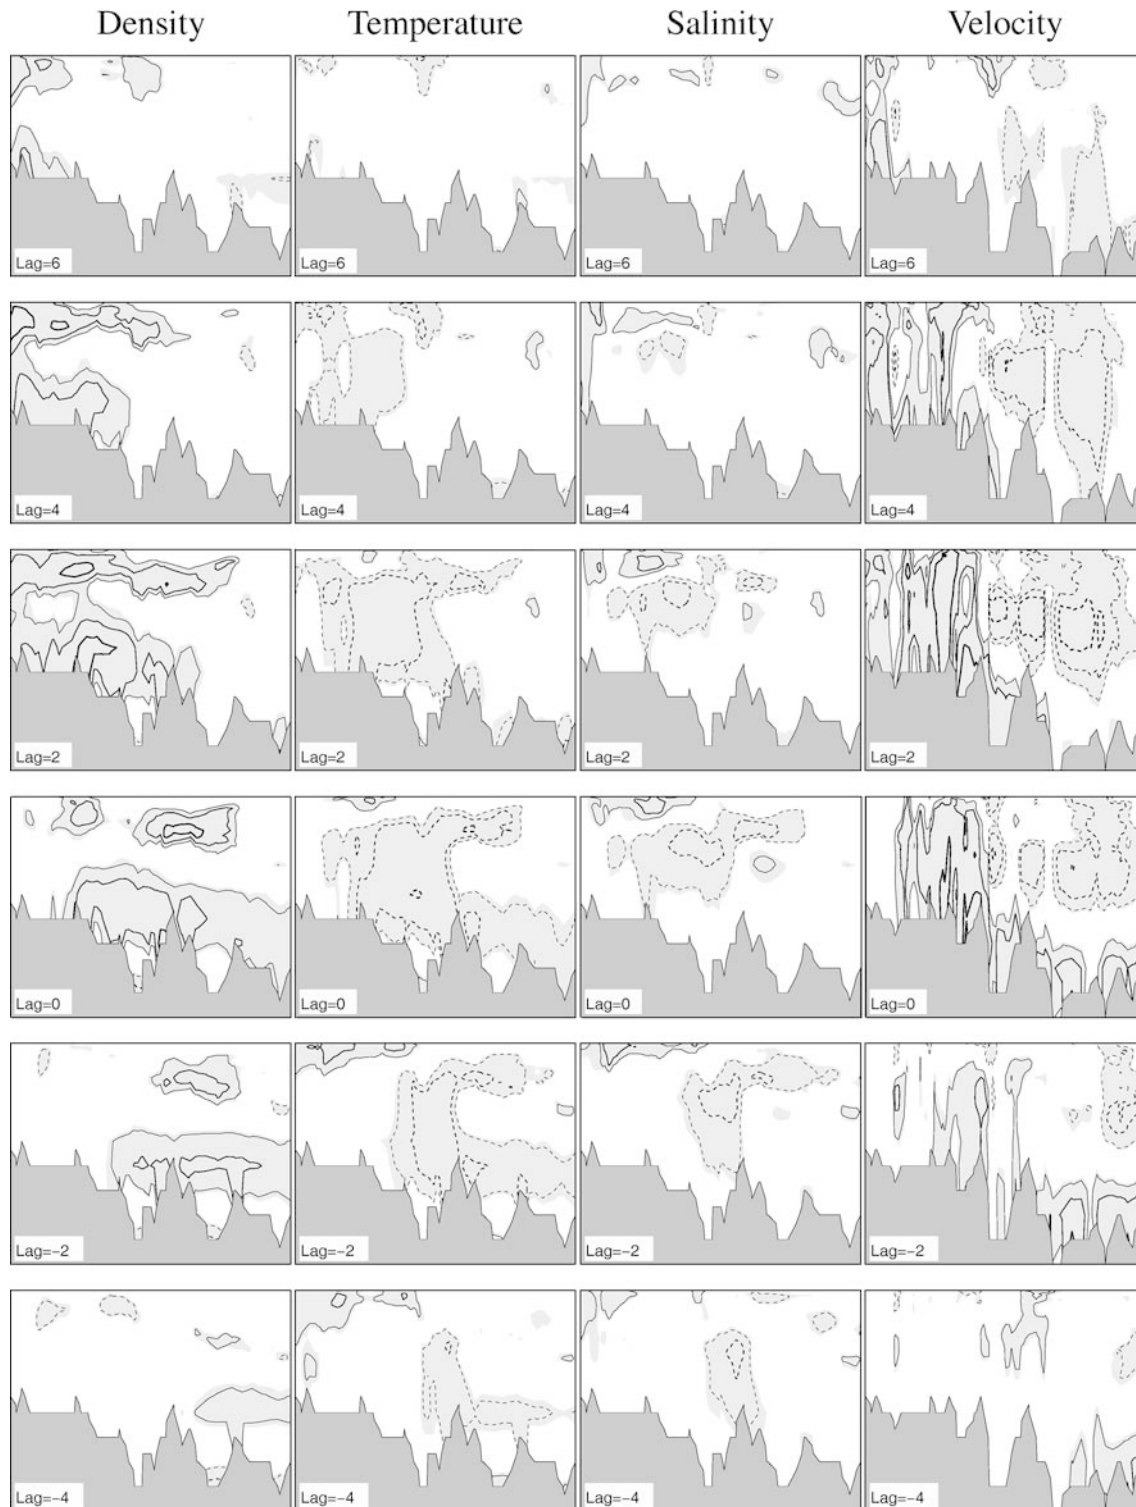 Density Temperature Salinity Velocity
Lag=6 Lag=6 Lag=6 Lag=6
Lag=4 Lag=4 Lag=4 Lag=4
Lag=2 Lag=2 Lag=2 Lag=2
Lag=0 Lag=0 Lag=0 Lag=0
Lag=−2 Lag=−2 Lag=−2 Lag=−2
Lag=−4 Lag=−4 Lag=−4 Lag=−4